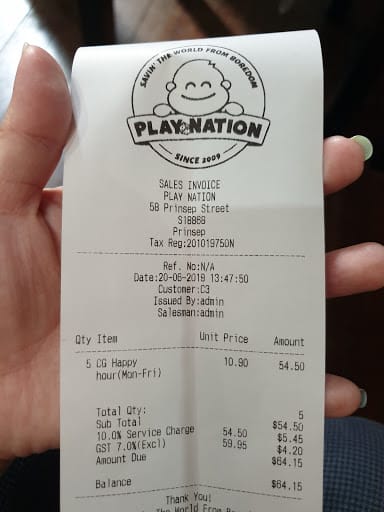 SAVIN' THE WORLD FROM BOREDOM
PLAY NATION
SINCE 2009
SALES INVOICE
PLAY NATION
58 Prinsep Street
Prinsep
Tax Reg:201019750N
Ref. No:N/A
Date:20-06-2019 13:47:50
Customer:C3
Issued By:admin
Salesman:admin
Qty Item Unit Price Amount
5 CG Happy 10.90 54.50
hour(Mon-Fri)
Total Qty: 5
Sub Total $54.50
10.0% Service Charge 54.50 $5.45
GST 7.0%(Excl) 59.95 $4.20
Amount Due $64.15
Balance $64.15
Thank You!
The World From